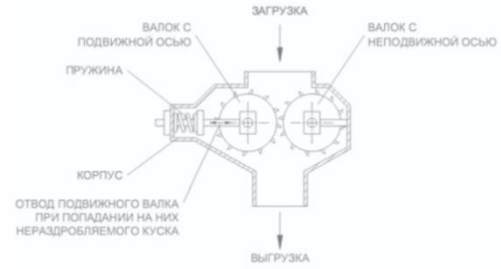 ЗАГРУЗКА
ВАЛОК С
ПОДВИЖНОЙ ОСЬЮ
ВАЛОК С
НЕПОДВИЖНОЙ ОСЬЮ
ПРУЖИНА
КОРПУС
ОТВОД ПОДВИЖНОГО ВАЛКА
ПРИ ПОПАДАНИИ НА НИХ
НЕРАЗДРОБЛЯЕМОГО КУСКА
ВЫГРУЗКА